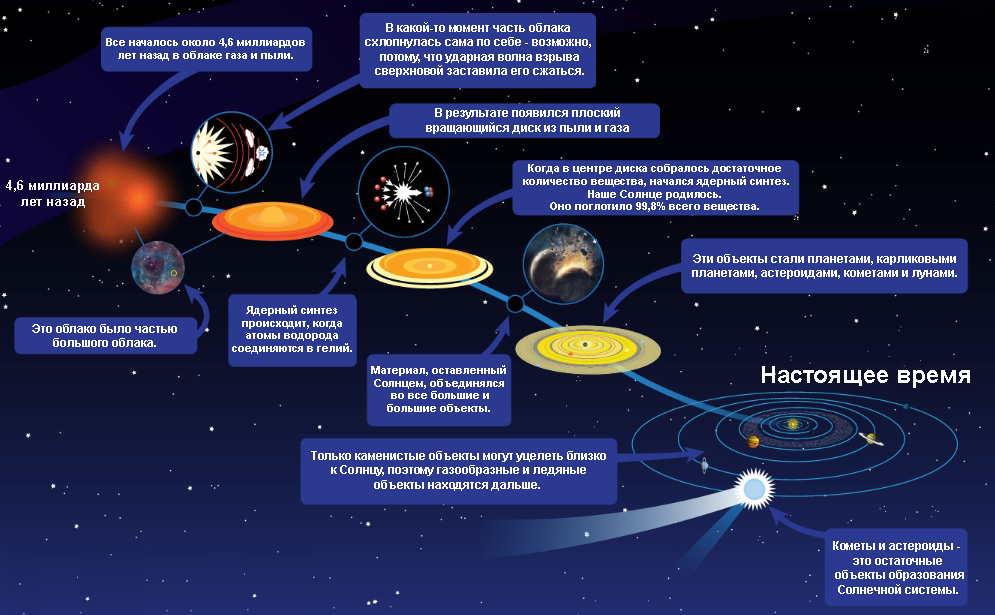 Все началось около 4,6 миллиардов
лет назад в облаке газа и пыли.
В какой-то момент часть облака
схлопнулась сама по себе - возможно,
потому, что ударная волна взрыва
сверхновой заставила его сжаться.
В результате появился плоский
вращающийся диск из пыли и газа
4,6 миллиарда
лет назад
Когда в центре диска собралось достаточное
количество вещества, начался ядерный синтез.
Наше Солнце родилось.
Оно поглотило 99,8% всего вещества.
Эти объекты стали планетами, карликовыми
планетами, астероидами, кометами и лунами.
Это облако было частью
большого облака.
Ядерный синтез
происходит, когда
атомы водорода
соединяются в гелий.
Материал, оставленный
Солнцем, объединялся
во все большие и
большие объекты.
Настоящее время
Только каменистые объекты могут уцелеть близко
к Солнцу, поэтому газообразные и ледяные
объекты находятся дальше.
Кометы и астероиды -
это остаточные
объекты образования
Солнечной системы.